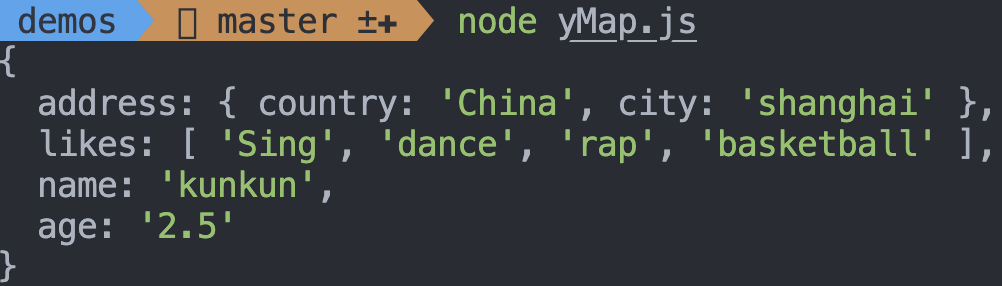 demos  master ±✚ node yMap.js
{
  address: { country: 'China', city: 'shanghai' },
  likes: [ 'Sing', 'dance', 'rap', 'basketball' ],
  name: 'kunkun',
  age: '2.5'
}